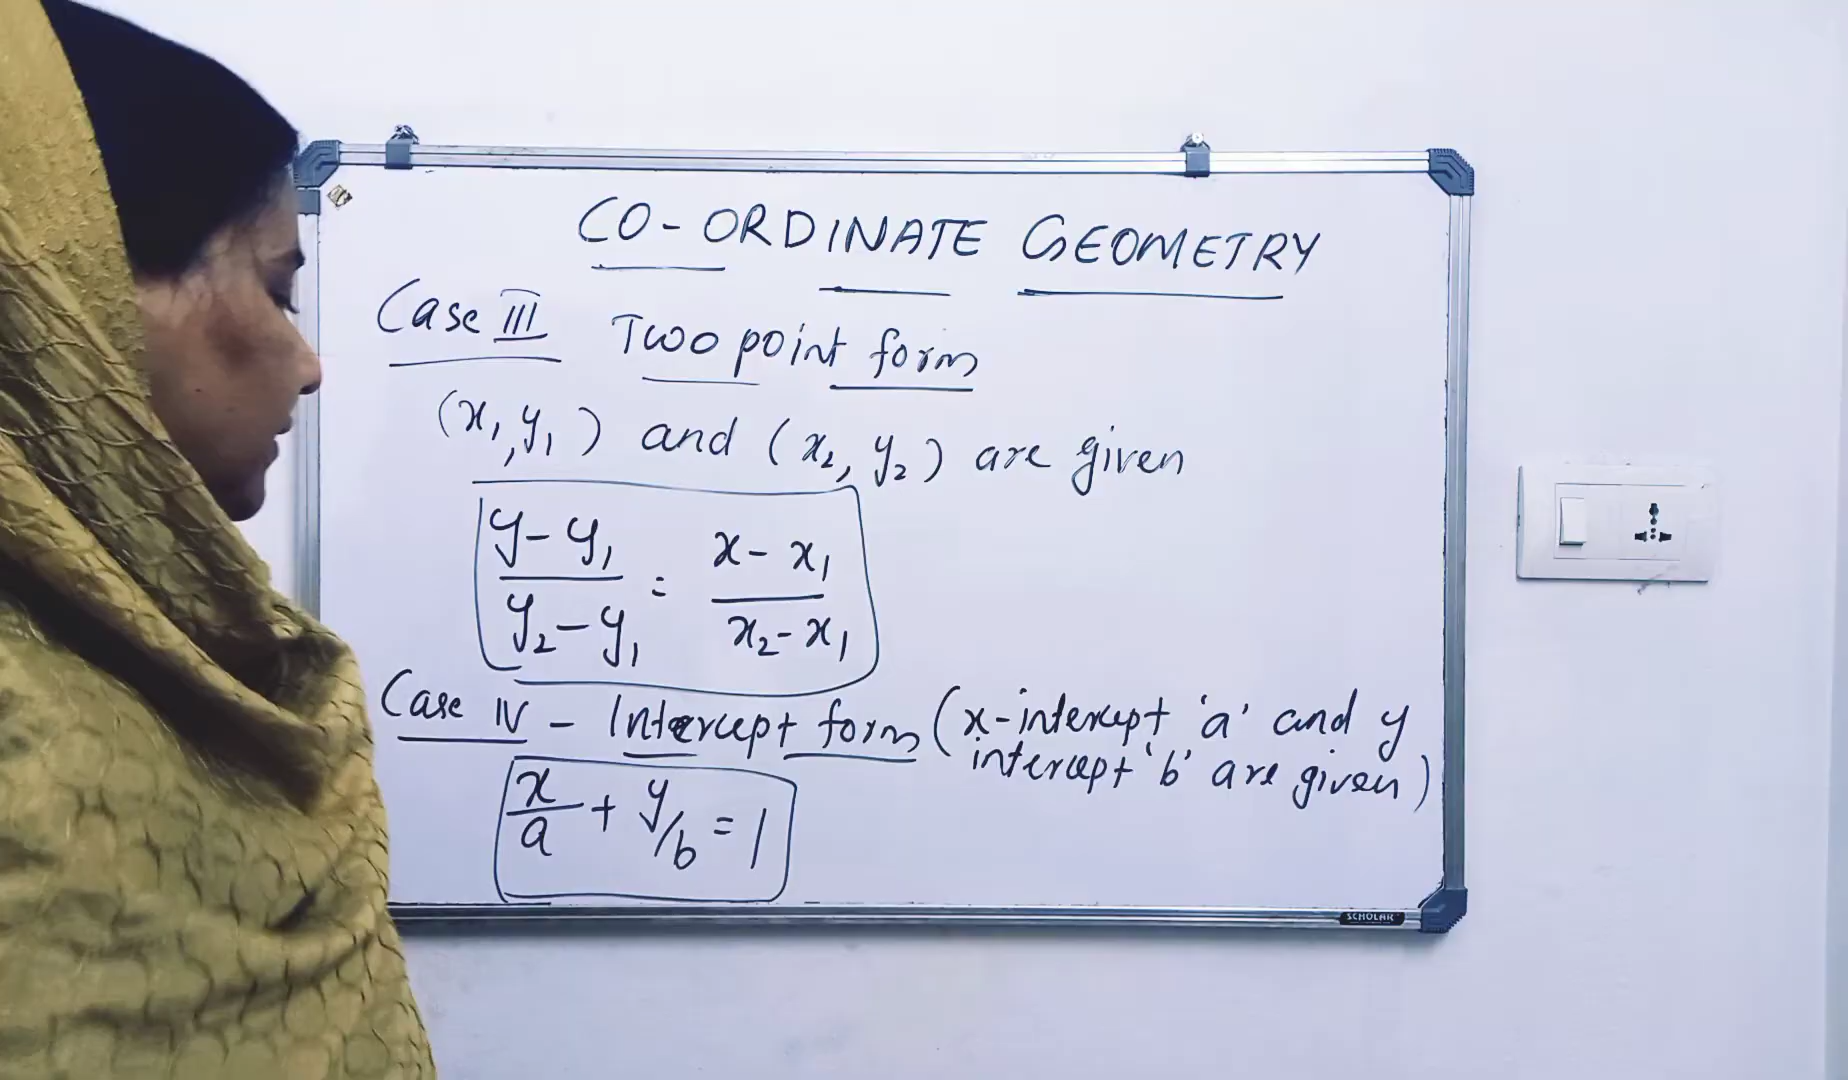 CO-ORDINATE GEOMETRY
Case III Two point form
(x₁, y₁) and (x₂, y₂) are given
y - y₁ / y₂ - y₁ = x - x₁ / x₂ - x₁
Case IV - Intercept form (x-intercept 'a' and y
intercept 'b' are given)
x/a + y/b = 1
SCHOLAR